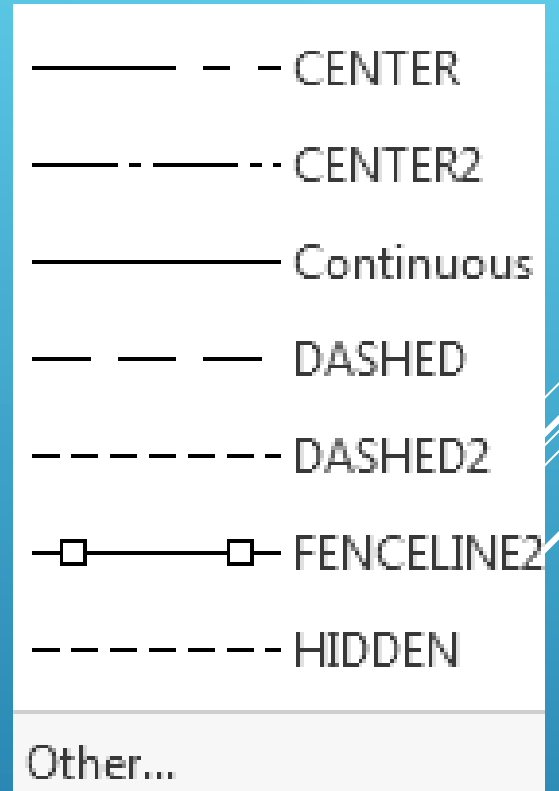 CENTER
CENTER2
Continuous
DASHED
DASHED2
FENCELINE2
HIDDEN
Other...